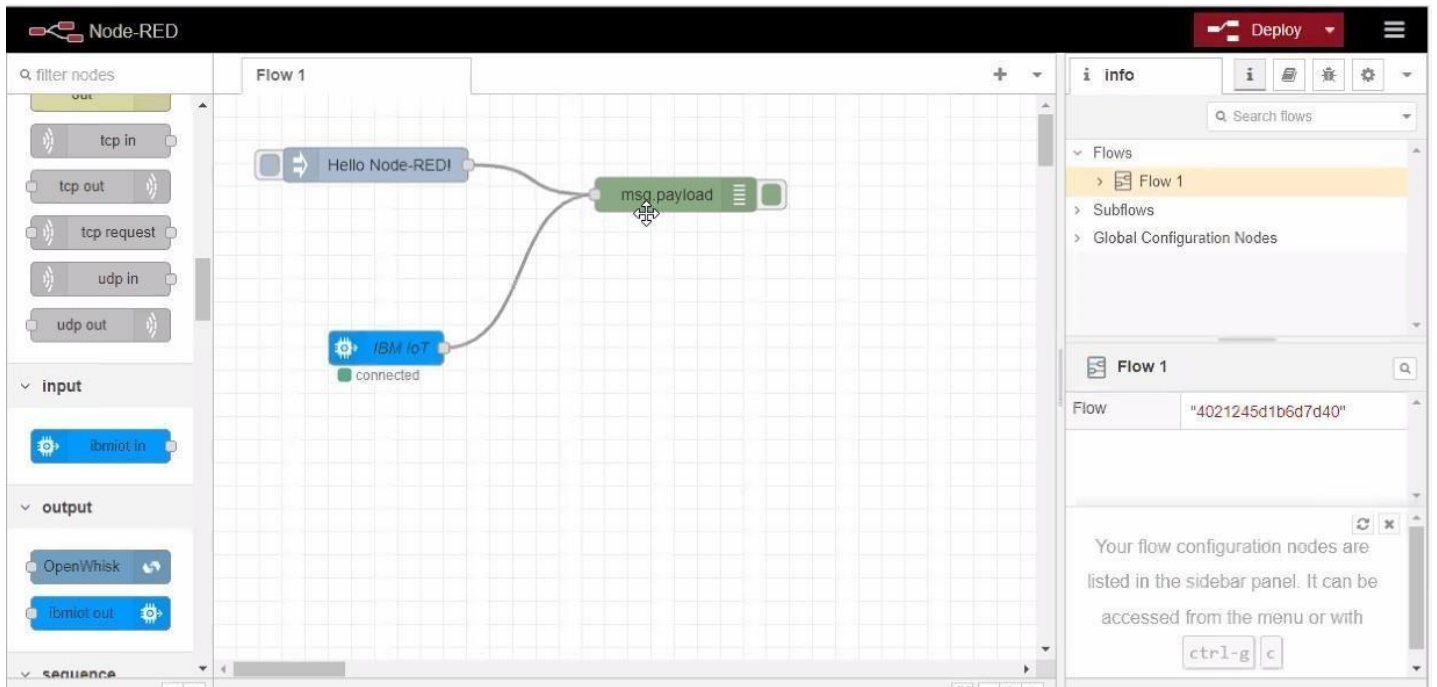 Node-RED
Deploy
filter nodes
Flow 1
info
i
Search flows
out
tcp in
tcp out
tcp request
udp in
udp out
input
ibmiot in
output
OpenWhisk
ibmiot out
sequence
Hello Node-RED!
msg.payload
IBM IoT
connected
Flows
Flow 1
Subflows
Global Configuration Nodes
Flow 1
Flow "4021245d1b6d7d40"
Your flow configuration nodes are
listed in the sidebar panel. It can be
accessed from the menu or with
ctrl-g c